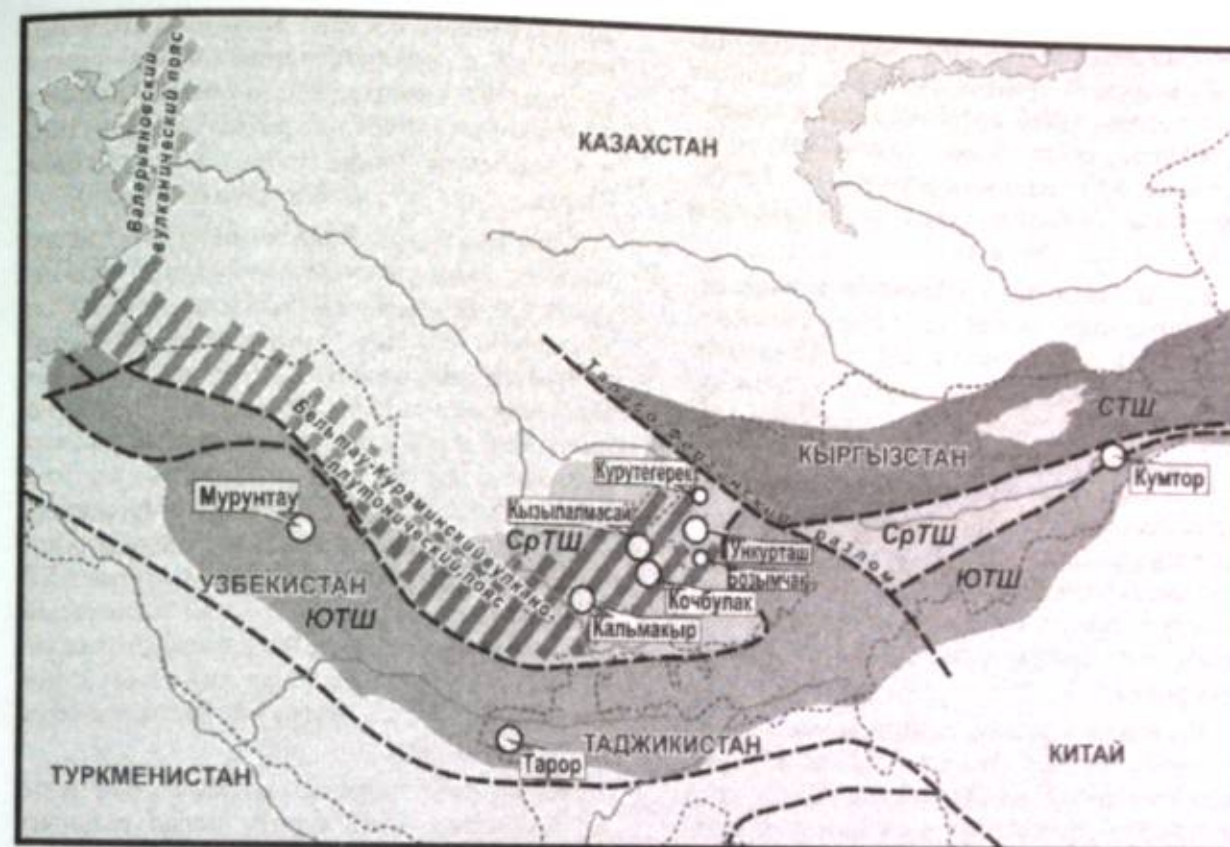 Валерьяновский
вулканический пояс
КАЗАХСТАН
Таласо-Ферганский разлом
СТШ
КЫРГЫЗСТАН
Кумтор
Курутегерек
Бельтау-Кураминский вулкано-
плутонический пояс
Мурунтау
Кызылалмасай
СрТШ
СрТШ
Ункурташ
УЗБЕКИСТАН
ЮТШ
Бозымчак
ЮТШ
Кочбулак
Кальмакыр
ТАДЖИКИСТАН
КИТАЙ
Тарор
ТУРКМЕНИСТАН